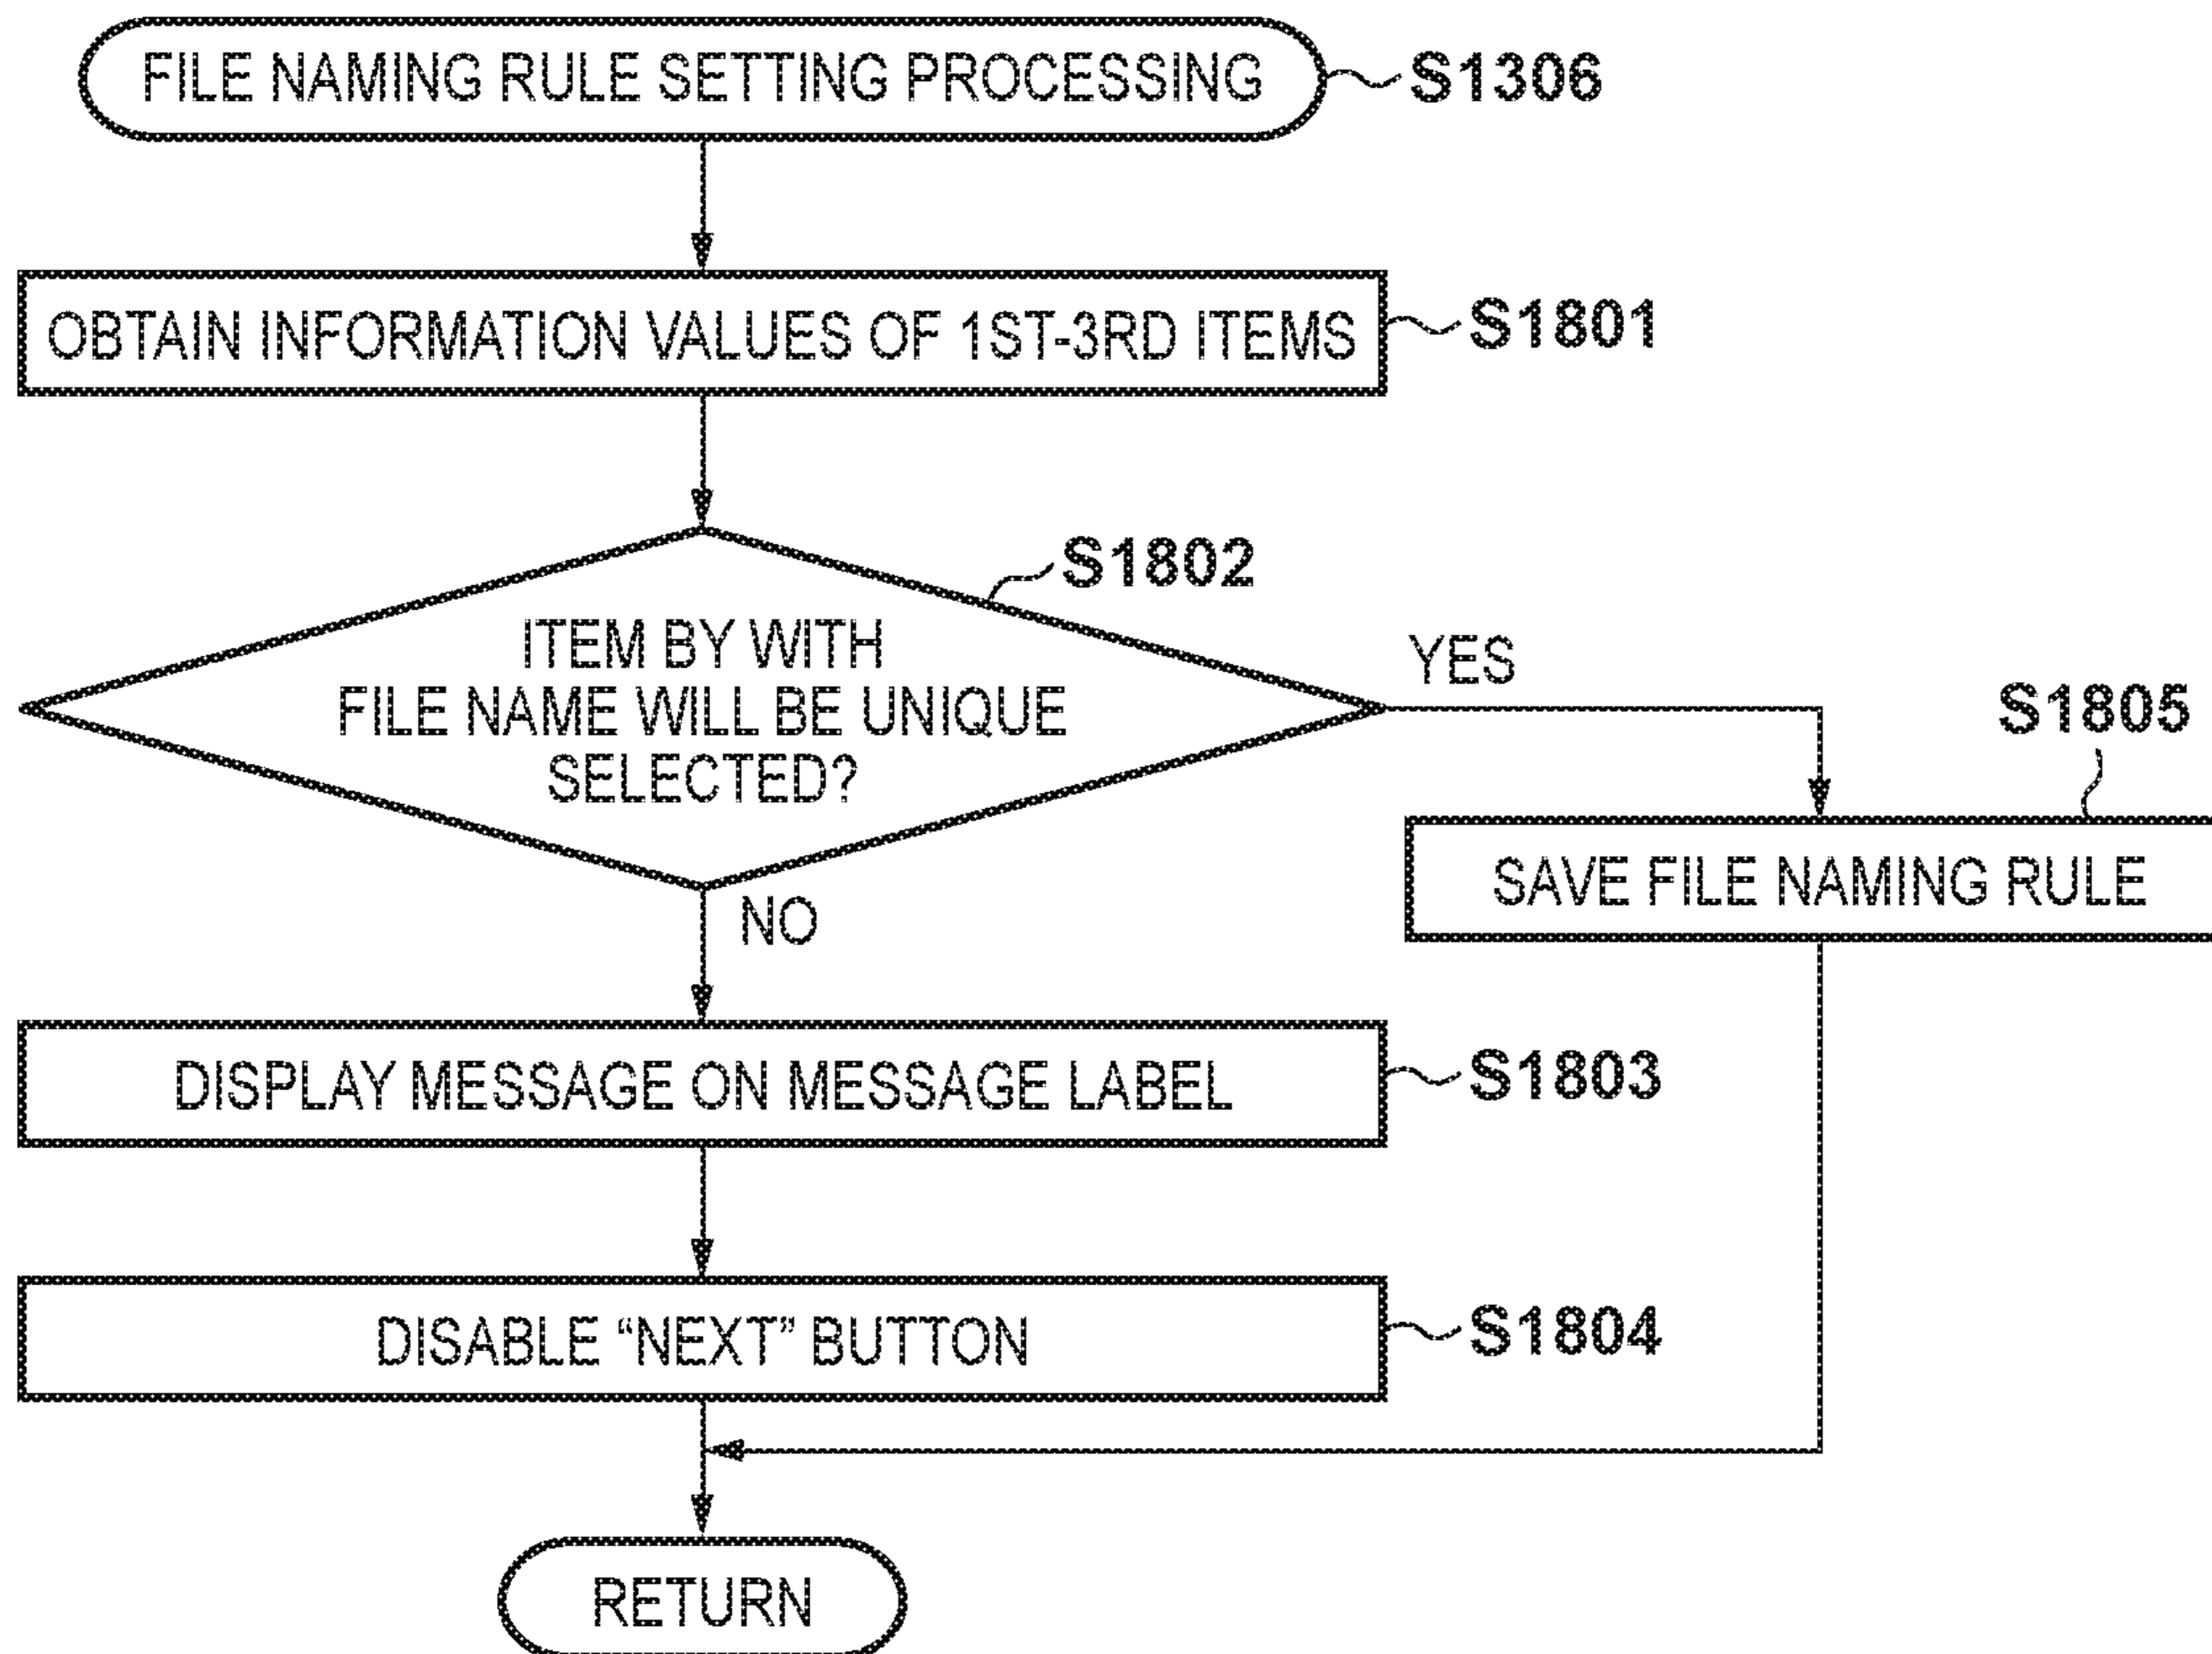 FILE NAMING RULE SETTING PROCESSING
S1306
OBTAIN INFORMATION VALUES OF 1ST-3RD ITEMS
S1801
S1802
ITEM BY WITH
FILE NAME WILL BE UNIQUE
SELECTED?
YES
S1805
SAVE FILE NAMING RULE
NO
DISPLAY MESSAGE ON MESSAGE LABEL
S1803
DISABLE “NEXT” BUTTON
S1804
RETURN